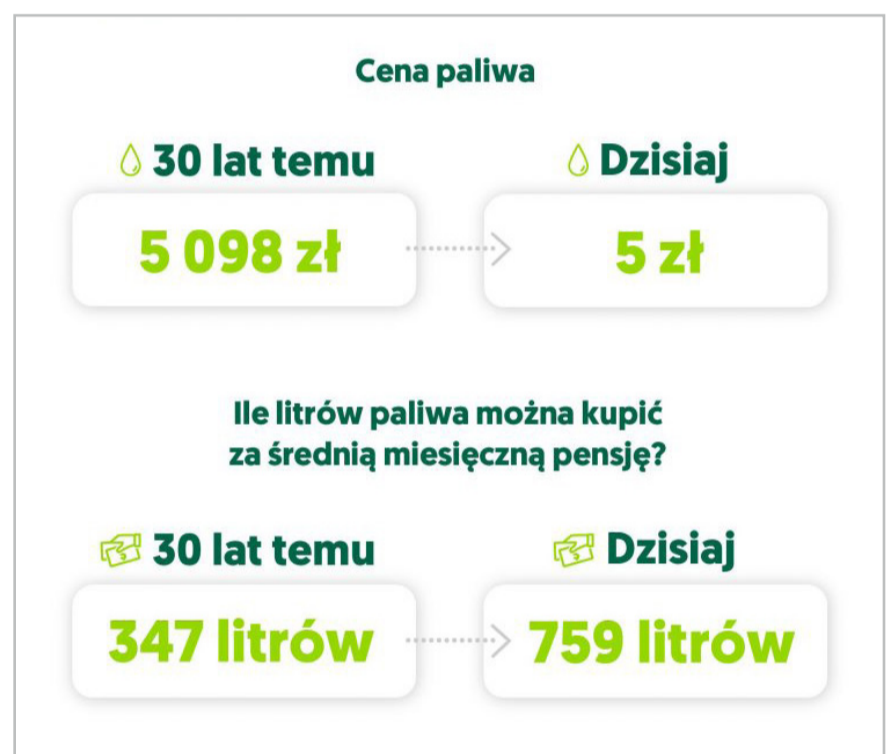 Cena paliwa
30 lat temu
Dzisiaj
5 098 zł
5 zł
Ile litrów paliwa można kupić
za średnią miesięczną pensję?
30 lat temu
Dzisiaj
347 litrów
759 litrów